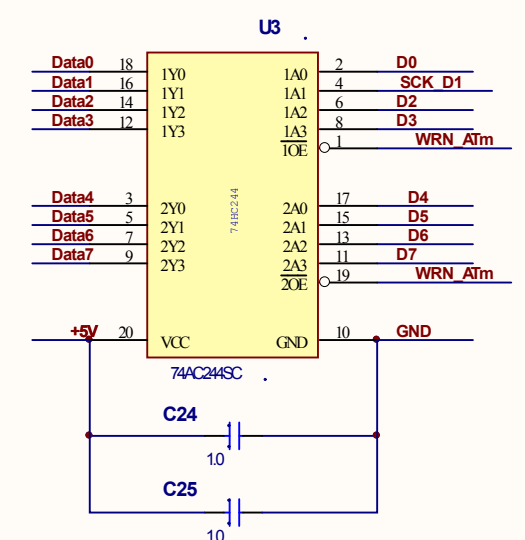 U3
Data0 18 1Y0 1A0 2 D0
Data1 16 1Y1 1A1 4 SCK_D1
Data2 14 1Y2 1A2 6 D2
Data3 12 1Y3 1A3 8 D3
1OE 1 WRN_ATm
74HC244
Data4 3 2Y0 2A0 17 D4
Data5 5 2Y1 2A1 15 D5
Data6 7 2Y2 2A2 13 D6
Data7 9 2Y3 2A3 11 D7
2OE 19 WRN_ATm
+5V 20 VCC GND 10 GND
74AC244SC
C24
1.0
C25
1.0